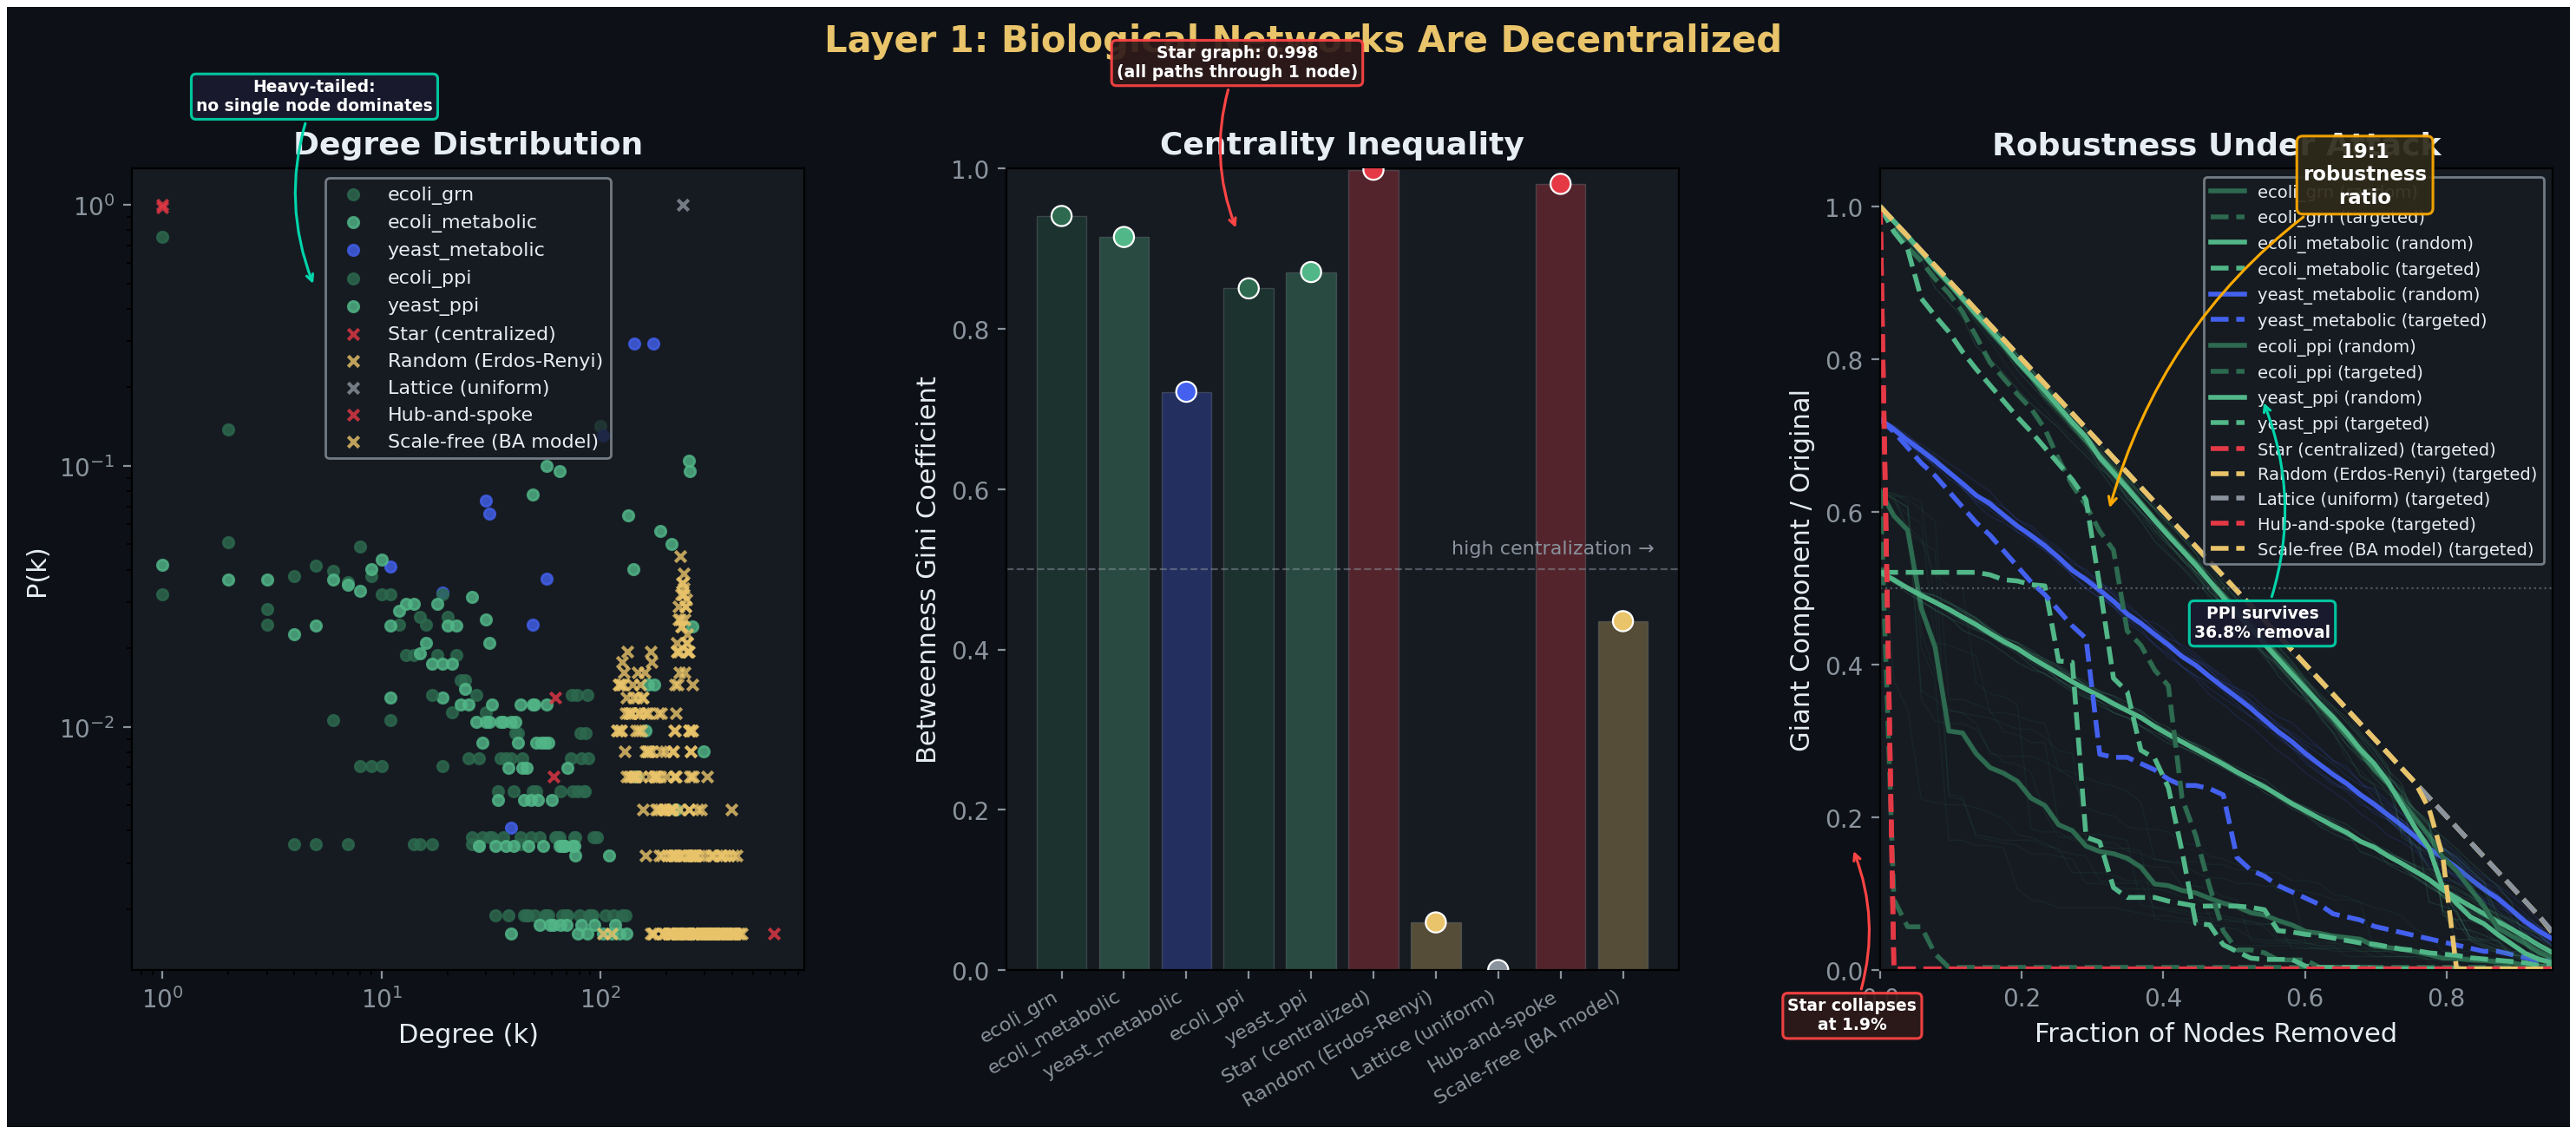 Layer 1: Biological Networks Are Decentralized
Heavy-tailed:
no single node dominates
Star graph: 0.998
(all paths through 1 node)
Degree Distribution
10⁰
10⁻¹
10⁻²
P(k)
ecoli_grn
ecoli_metabolic
yeast_metabolic
ecoli_ppi
yeast_ppi
Star (centralized)
Random (Erdos-Renyi)
Lattice (uniform)
Hub-and-spoke
Scale-free (BA model)
10⁰
10¹
10²
Degree (k)
Centrality Inequality
1.0
0.8
0.6
0.4
0.2
0.0
Betweenness Gini Coefficient
high centralization →
ecoli_grn
ecoli_metabolic
yeast_metabolic
ecoli_ppi
yeast_ppi
Star (centralized)
Random (Erdos-Renyi)
Lattice (uniform)
Hub-and-spoke
Scale-free (BA model)
Robustness Under Attack
19:1
robustness
ratio
1.0
0.8
0.6
0.4
0.2
0.0
Giant Component / Original
ecoli_grn (random)
ecoli_grn (targeted)
ecoli_metabolic (random)
ecoli_metabolic (targeted)
yeast_metabolic (random)
yeast_metabolic (targeted)
ecoli_ppi (random)
ecoli_ppi (targeted)
yeast_ppi (random)
yeast_ppi (targeted)
Star (centralized) (targeted)
Random (Erdos-Renyi) (targeted)
Lattice (uniform) (targeted)
Hub-and-spoke (targeted)
Scale-free (BA model) (targeted)
PPI survives
36.8% removal
Star collapses
at 1.9%
0.2
0.4
0.6
0.8
Fraction of Nodes Removed